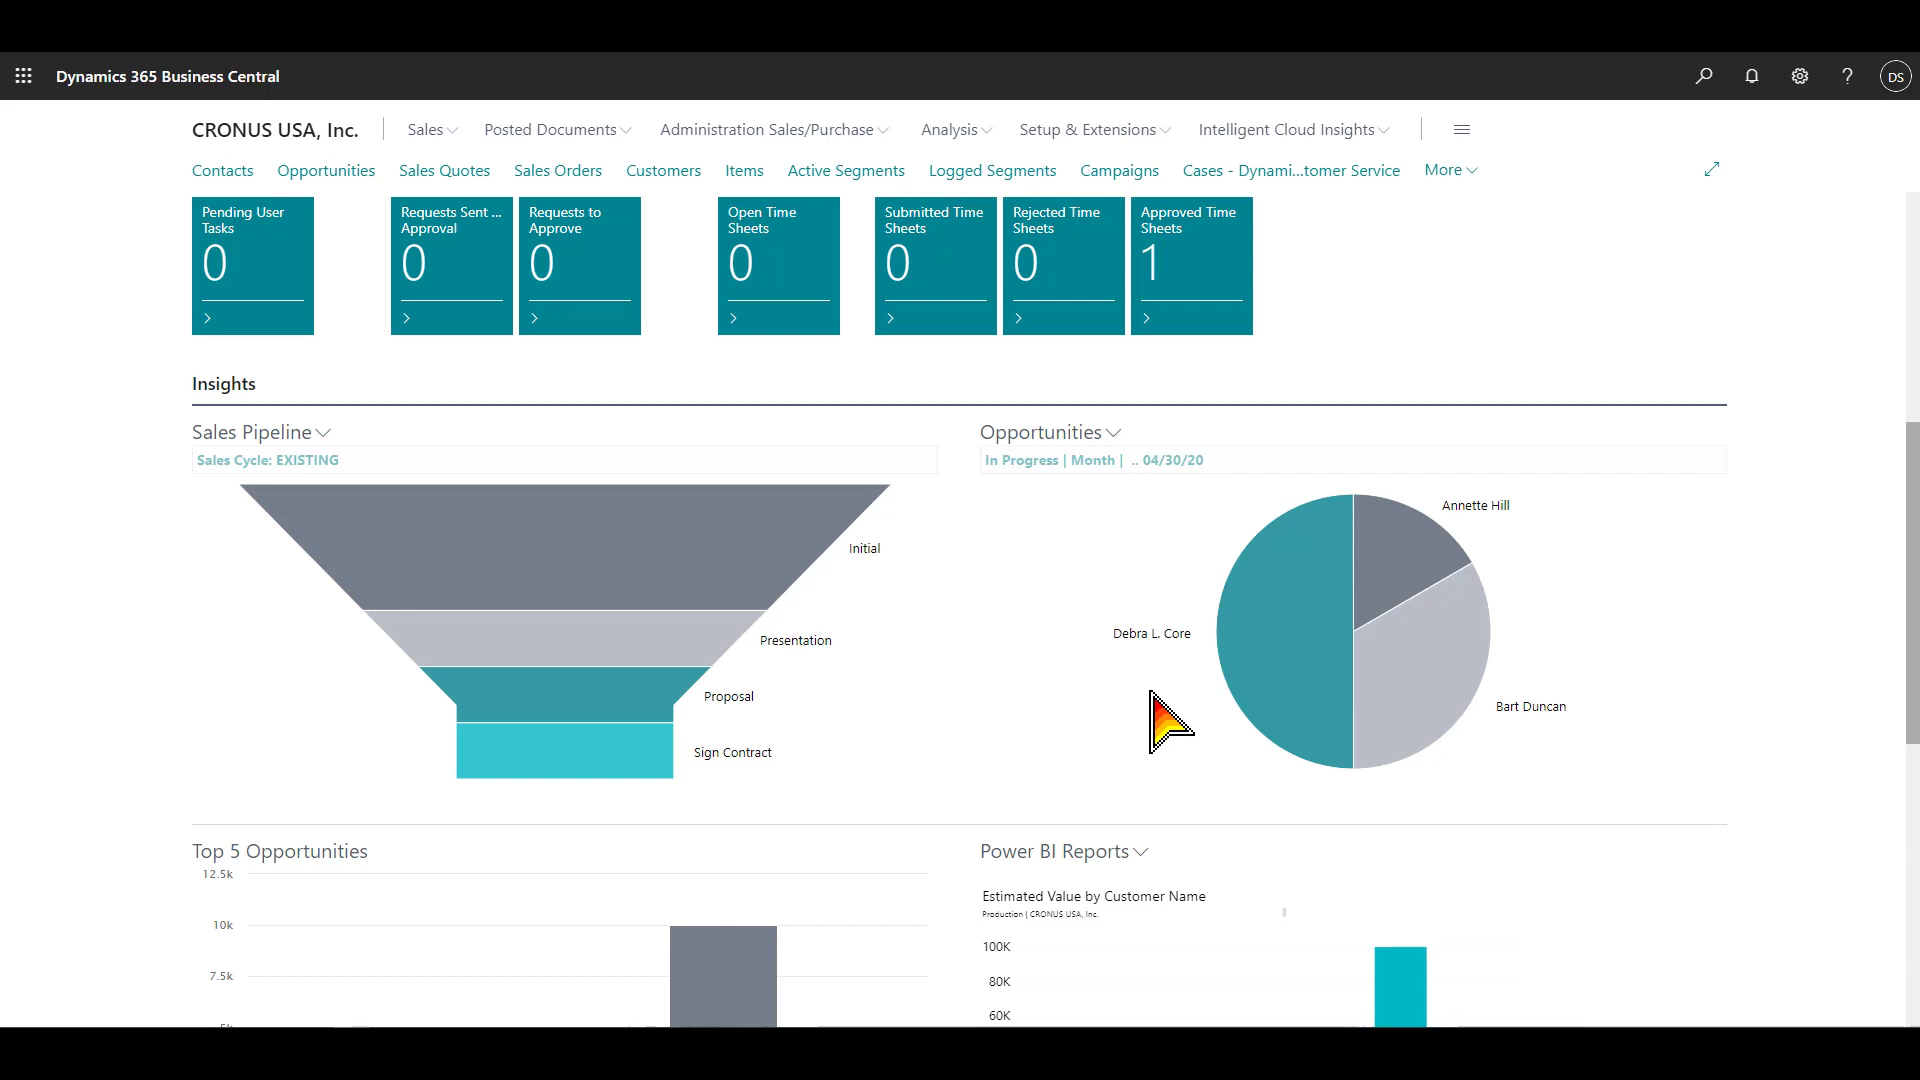 Dynamics 365 Business Central
?
DS
CRONUS USA, Inc.
Sales
Posted Documents
Administration Sales/Purchase
Analysis
Setup & Extensions
Intelligent Cloud Insights
Contacts
Opportunities
Sales Quotes
Sales Orders
Customers
Items
Active Segments
Logged Segments
Campaigns
Cases - Dynami...tomer Service
More
Pending User
Tasks
0
Requests Sent ...
Approval
0
Requests to
Approve
0
Open Time
Sheets
0
Submitted Time
Sheets
0
Rejected Time
Sheets
0
Approved Time
Sheets
1
Insights
Sales Pipeline
Sales Cycle: EXISTING
Initial
Presentation
Proposal
Sign Contract
Opportunities
In Progress | Month | .. 04/30/20
Annette Hill
Debra L. Core
Bart Duncan
Top 5 Opportunities
12.5k
10k
7.5k
Power BI Reports
Estimated Value by Customer Name
Production | CRONUS USA, Inc.
100K
80K
60K